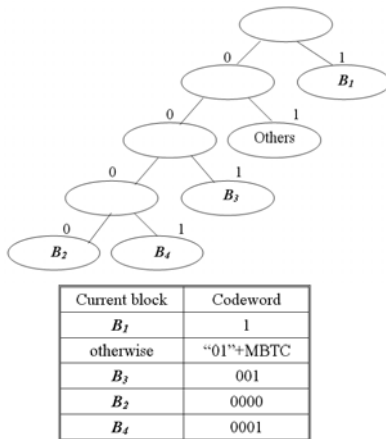 0 1
0 B1
0 1
Others
0 1
B3
0 1
B2 B4
Current block Codeword
B1 1
otherwise "01"+MBTC
B3 001
B2 0000
B4 0001